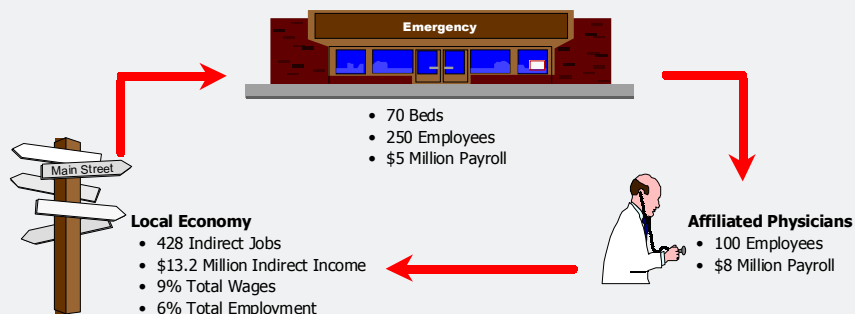 Emergency
• 70 Beds
• 250 Employees
• $5 Million Payroll
Main Street
Local Economy
• 428 Indirect Jobs
• $13.2 Million Indirect Income
• 9% Total Wages
• 6% Total Employment
Affiliated Physicians
• 100 Employees
• $8 Million Payroll